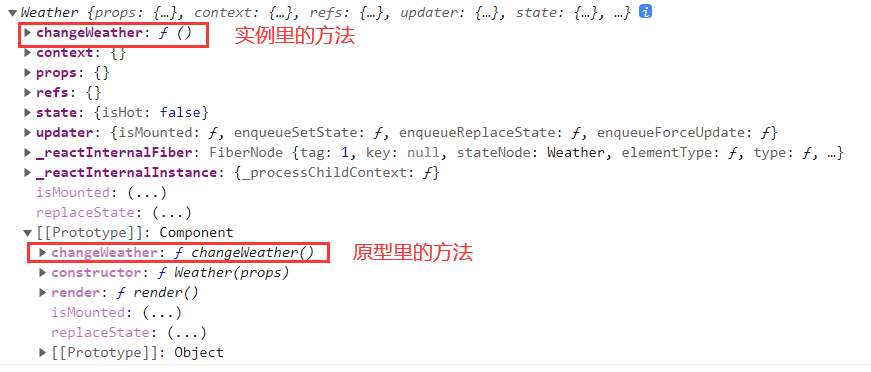 Weather {props: {…}, context: {…}, refs: {…}, updater: {…}, state: {…}, …} i
changeWeather: ƒ () 实例里的方法
context: {}
props: {}
refs: {}
state: {isHot: false}
updater: {isMounted: ƒ, enqueueSetState: ƒ, enqueueReplaceState: ƒ, enqueueForceUpdate: ƒ}
_reactInternalFiber: FiberNode {tag: 1, key: null, stateNode: Weather, elementType: ƒ, type: ƒ, …}
_reactInternalInstance: {_processChildContext: ƒ}
isMounted: (...)
replaceState: (...)
[[Prototype]]: Component
changeWeather: ƒ changeWeather() 原型里的方法
constructor: ƒ Weather(props)
render: ƒ render()
isMounted: (...)
replaceState: (...)
[[Prototype]]: Object